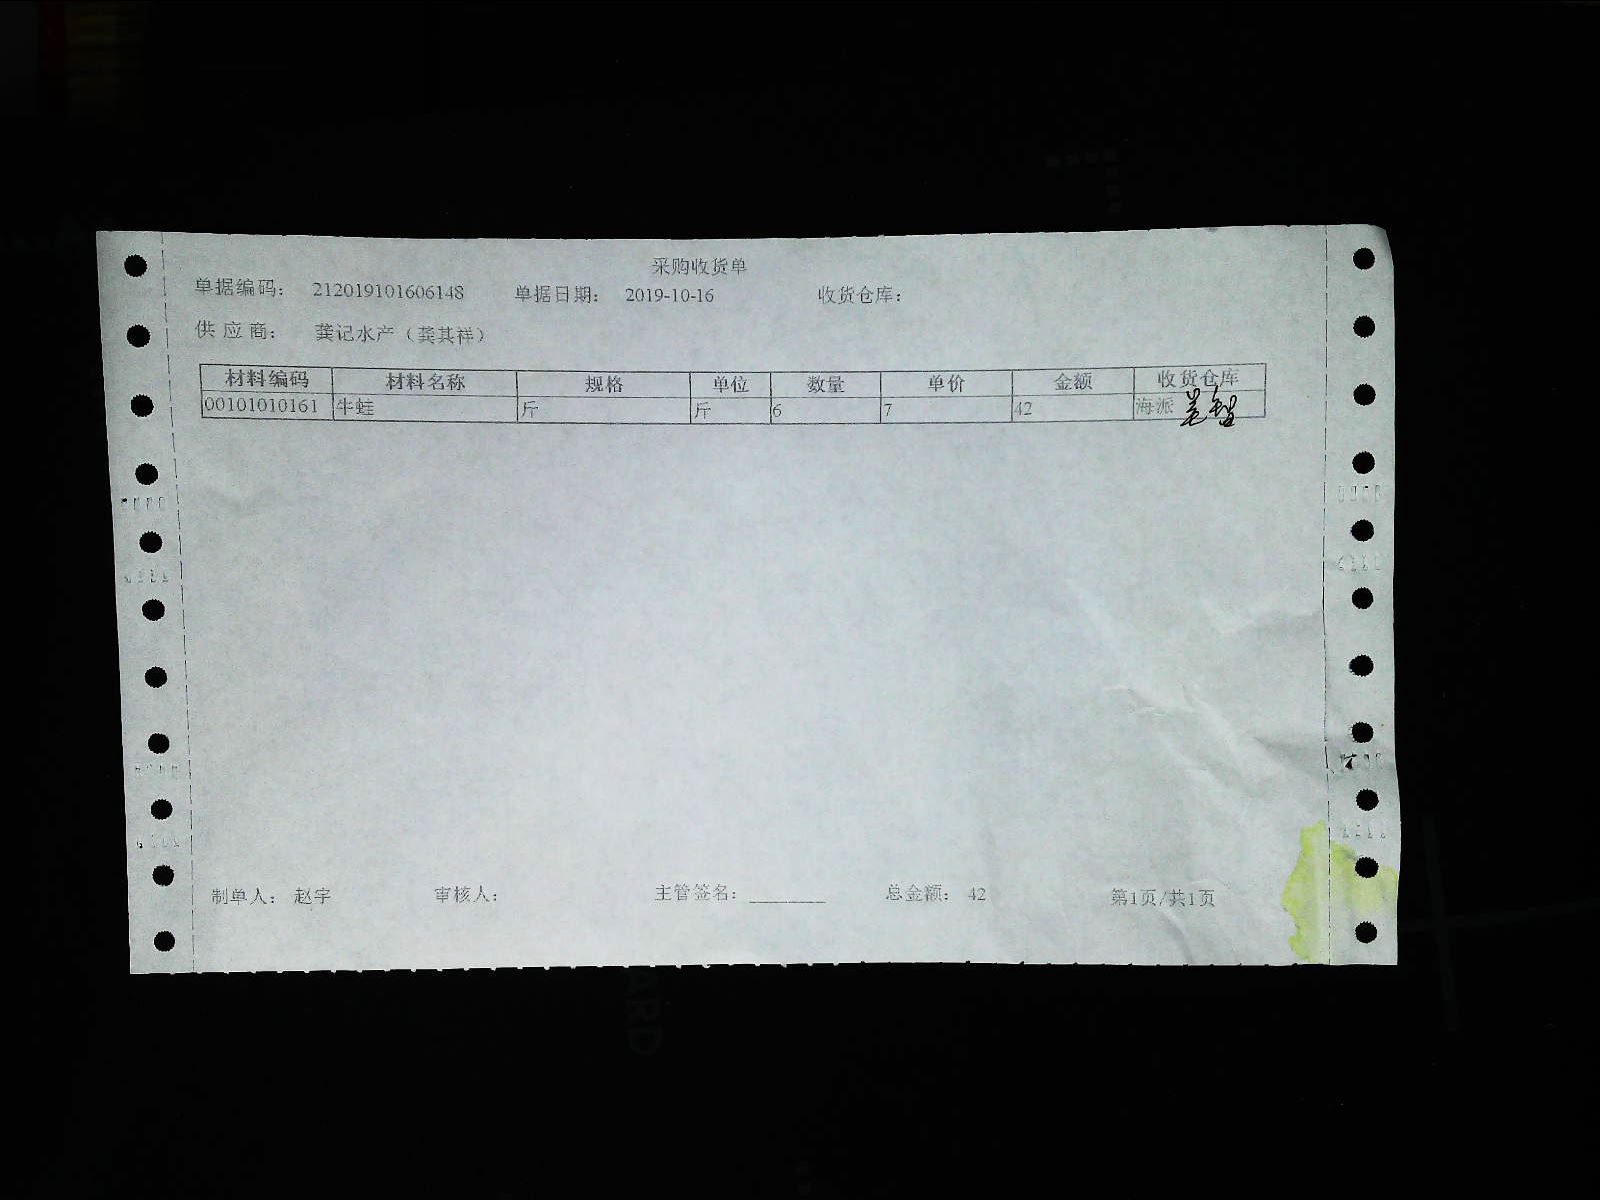 采购收货单
单据编码： 212019101606148 单据日期： 2019-10-16 收货仓库：
供 应 商： 龚记水产（龚其祥）
材料编码 材料名称 规格 单位 数量 单价 金额 收货仓库
00101010161 牛蛙 斤 斤 6 7 42 海派
制单人： 赵宇 审核人： 主管签名：_______ 总金额： 42 第1页/共1页